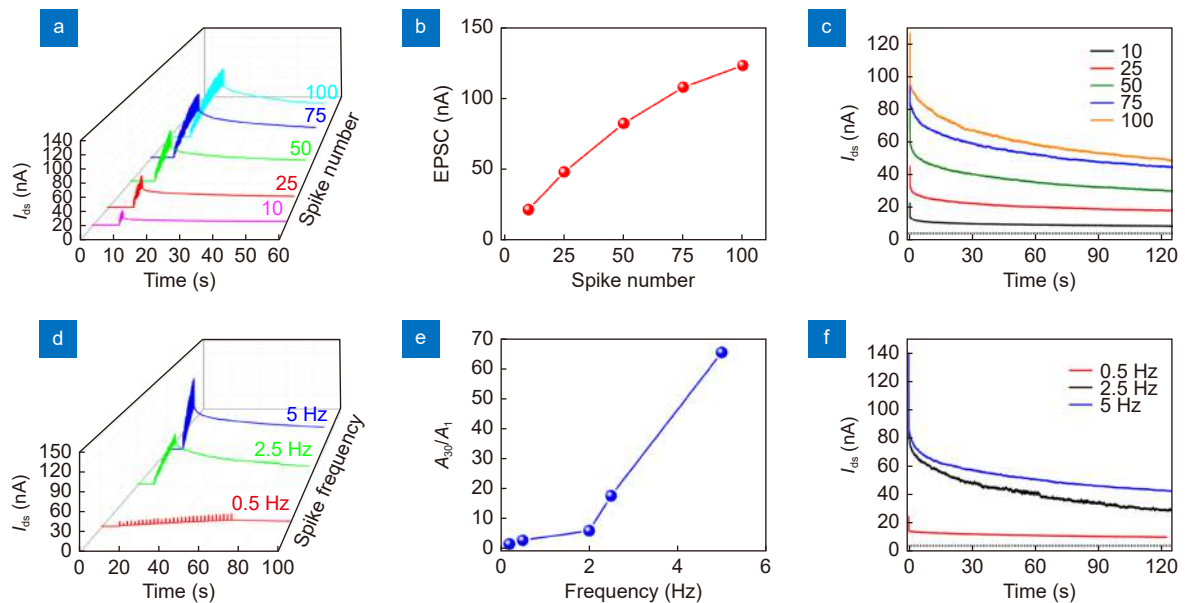 a
140
120
100
80
60
40
20
0
I_ds (nA)
0 10 20 30 40 50 60
Time (s)
Spike number
100
75
50
25
10
b
150
100
50
0
EPSC (nA)
0 25 50 75 100
Spike number
c
120
100
80
60
40
20
0
I_ds (nA)
10
25
50
75
100
0 30 60 90 120
Time (s)
d
150
120
90
60
30
0
I_ds (nA)
5 Hz
2.5 Hz
0.5 Hz
Spike frequency
0 20 40 60 80 100
Time (s)
e
70
60
50
40
30
20
10
0
A_30/A_1
0 2 4 6
Frequency (Hz)
f
140
120
100
80
60
40
20
0
I_ds (nA)
0.5 Hz
2.5 Hz
5 Hz
0 30 60 90 120
Time (s)